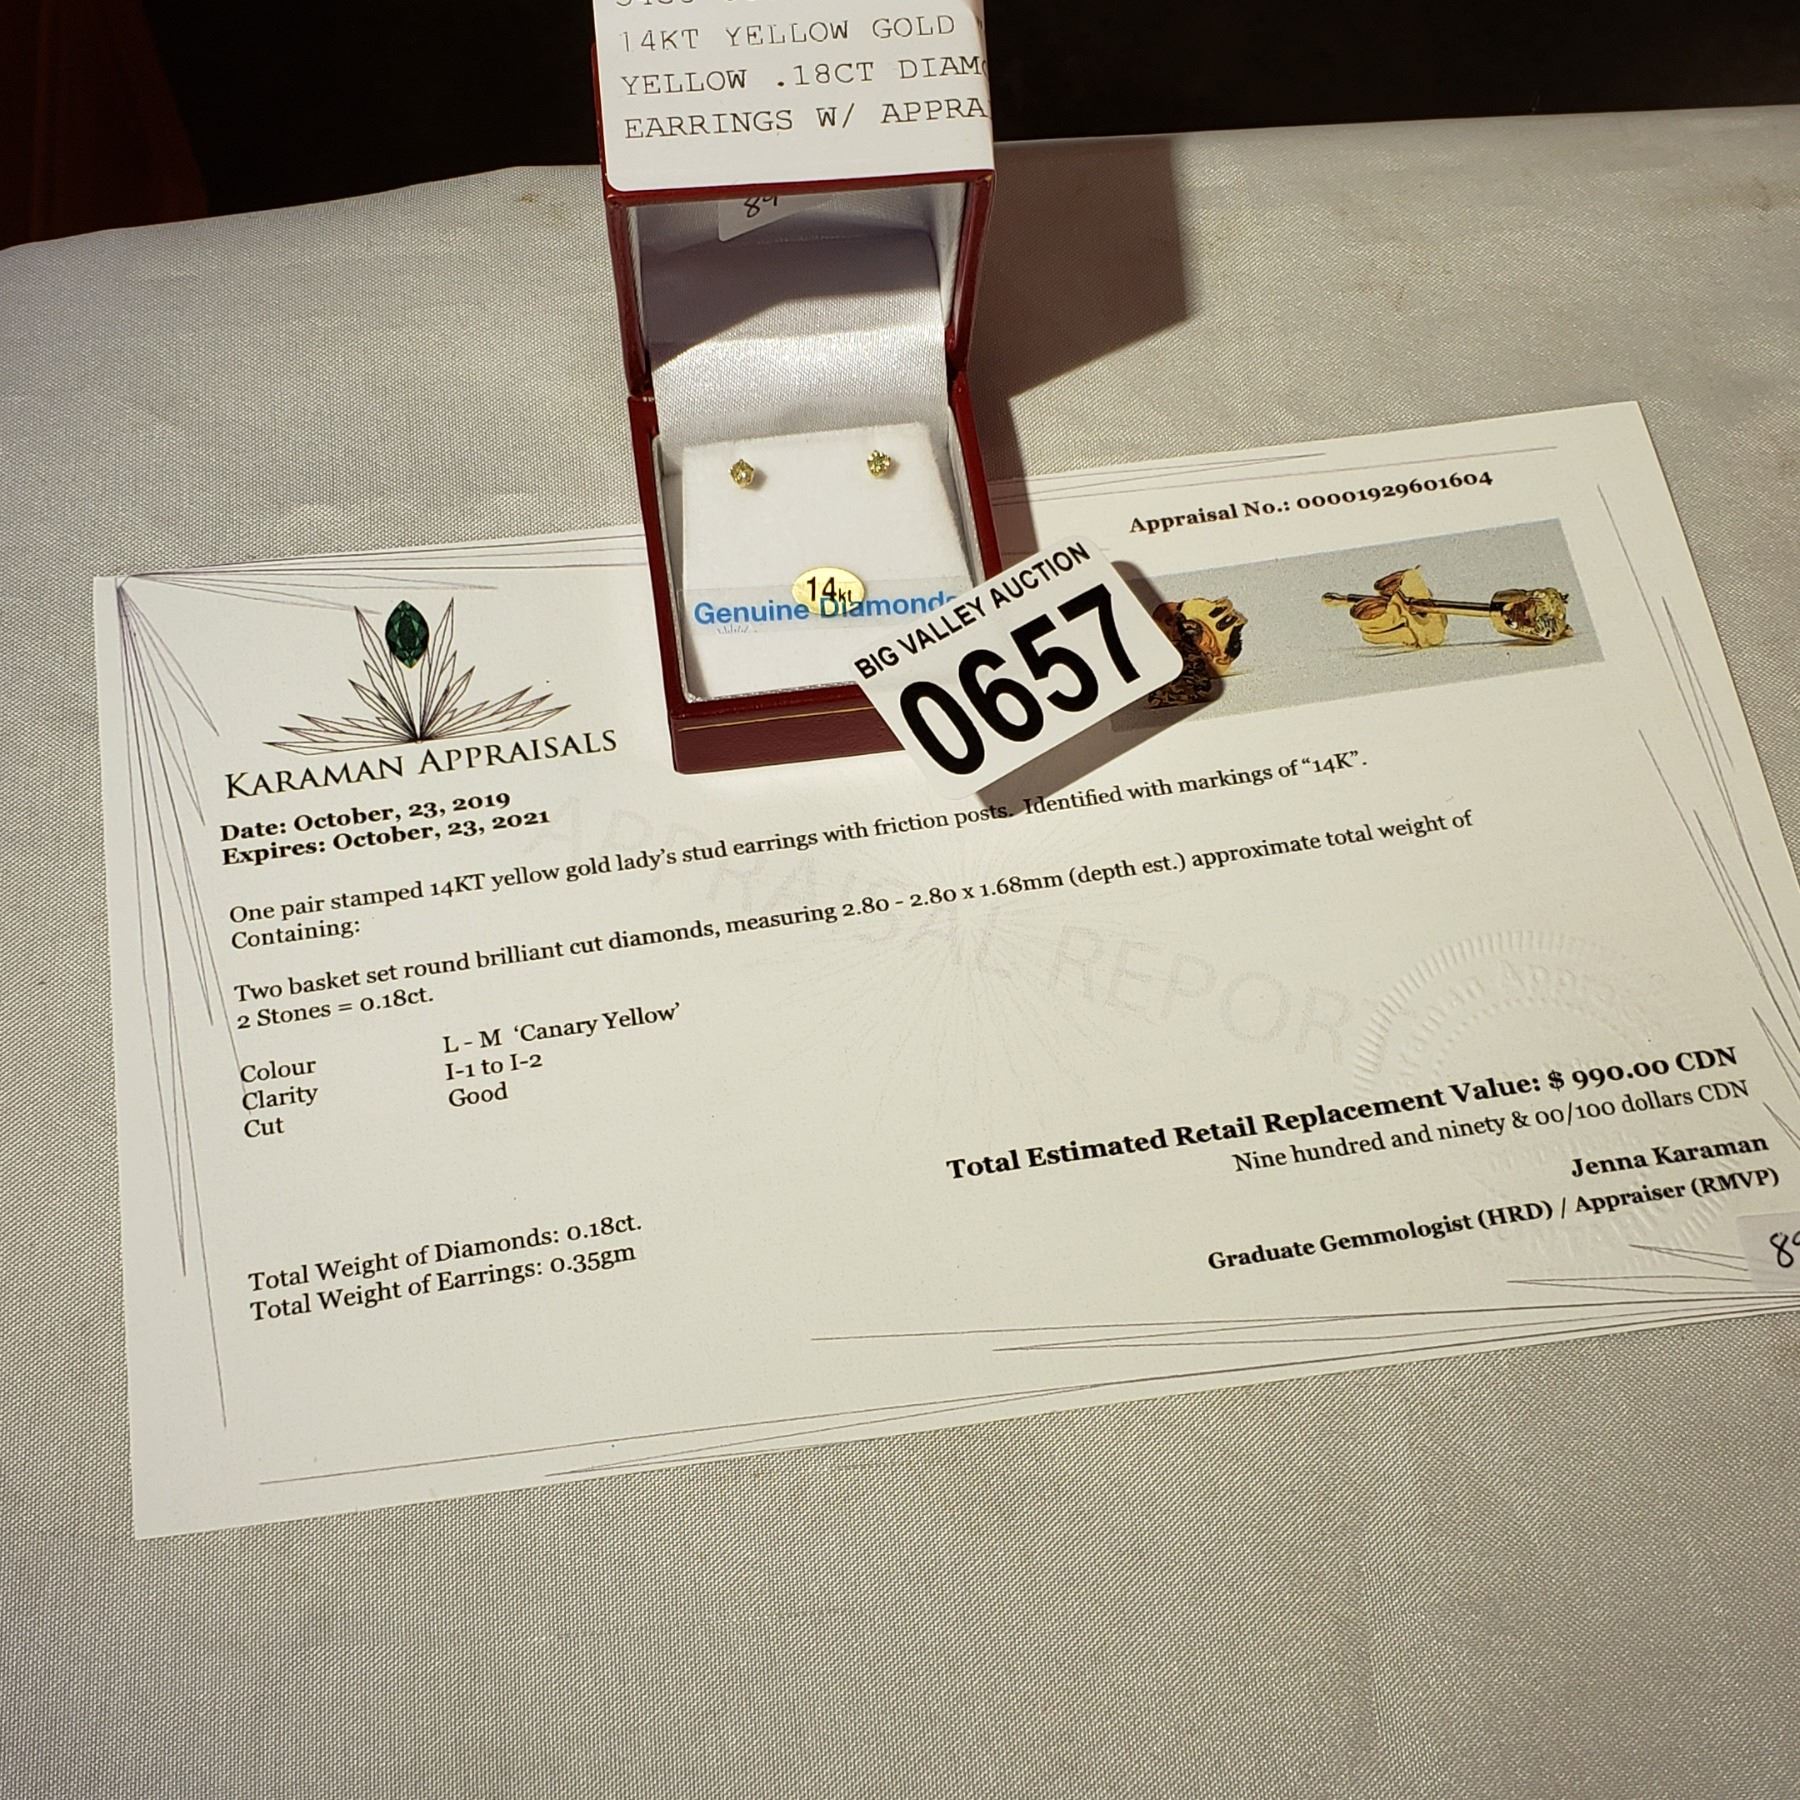 14KT YELLOW GOLD
YELLOW .18CT
EARRINGS W/
14kt
Genuine Diamonds
BIG VALLEY AUCTION
0657
Appraisal No.: 00001929601604
KARAMAN APPRAISALS
Date: October, 23, 2019
Expires: October, 23, 2021
One pair stamped 14KT yellow gold lady's stud earrings with friction posts. Identified with markings of "14K".
Containing:
Two basket set round brilliant cut diamonds, measuring 2.80 - 2.80 x 1.68mm (depth est.) approximate total weight of
2 Stones = 0.18ct.
Colour L - M 'Canary Yellow'
Clarity I-1 to I-2
Cut Good
APPRAISAL REPORT
Total Estimated Retail Replacement Value: $ 990.00 CDN
Nine hundred and ninety & 00/100 dollars CDN
Jenna Karaman
Graduate Gemmologist (HRD) / Appraiser (RMVP)
Total Weight of Diamonds: 0.18ct.
Total Weight of Earrings: 0.35gm